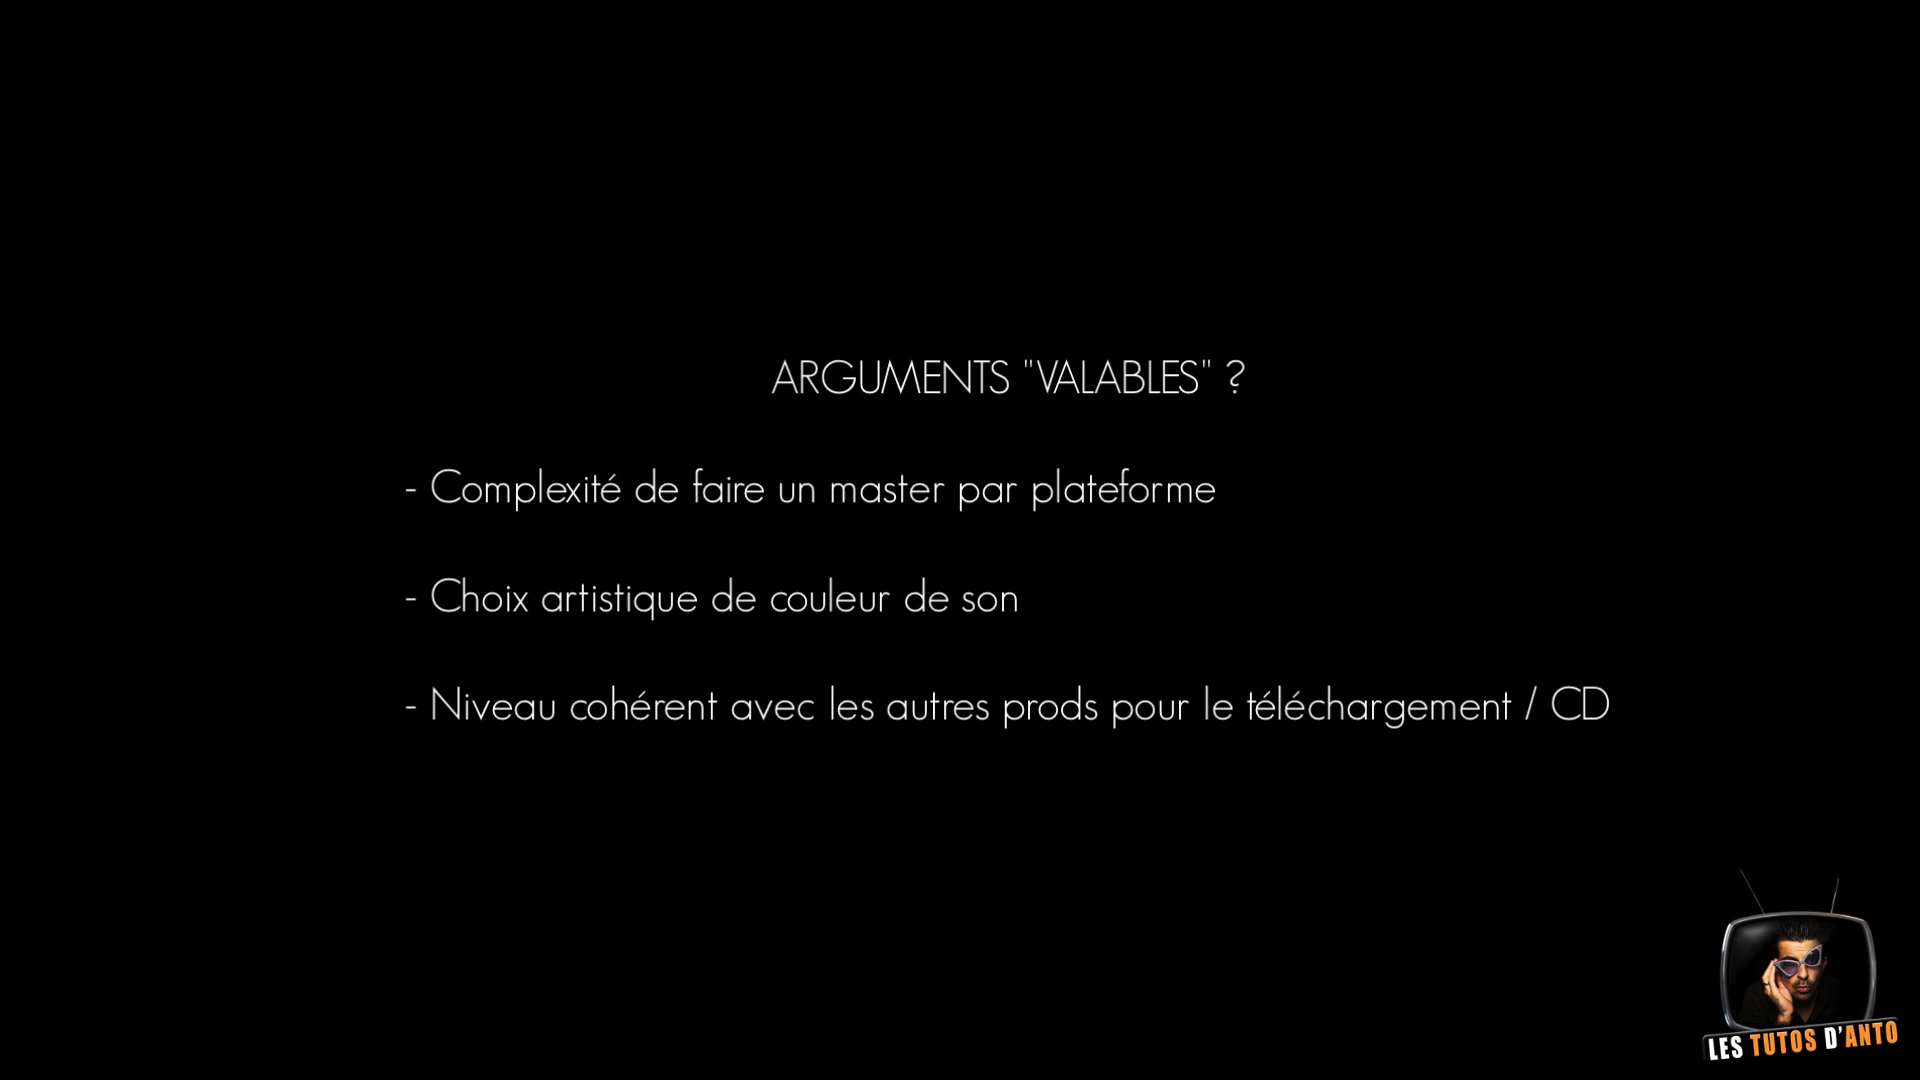 ARGUMENTS "VALABLES" ?
- Complexité de faire un master par plateforme
- Choix artistique de couleur de son
- Niveau cohérent avec les autres prods pour le téléchargement / CD
LES TUTOS D'ANTO